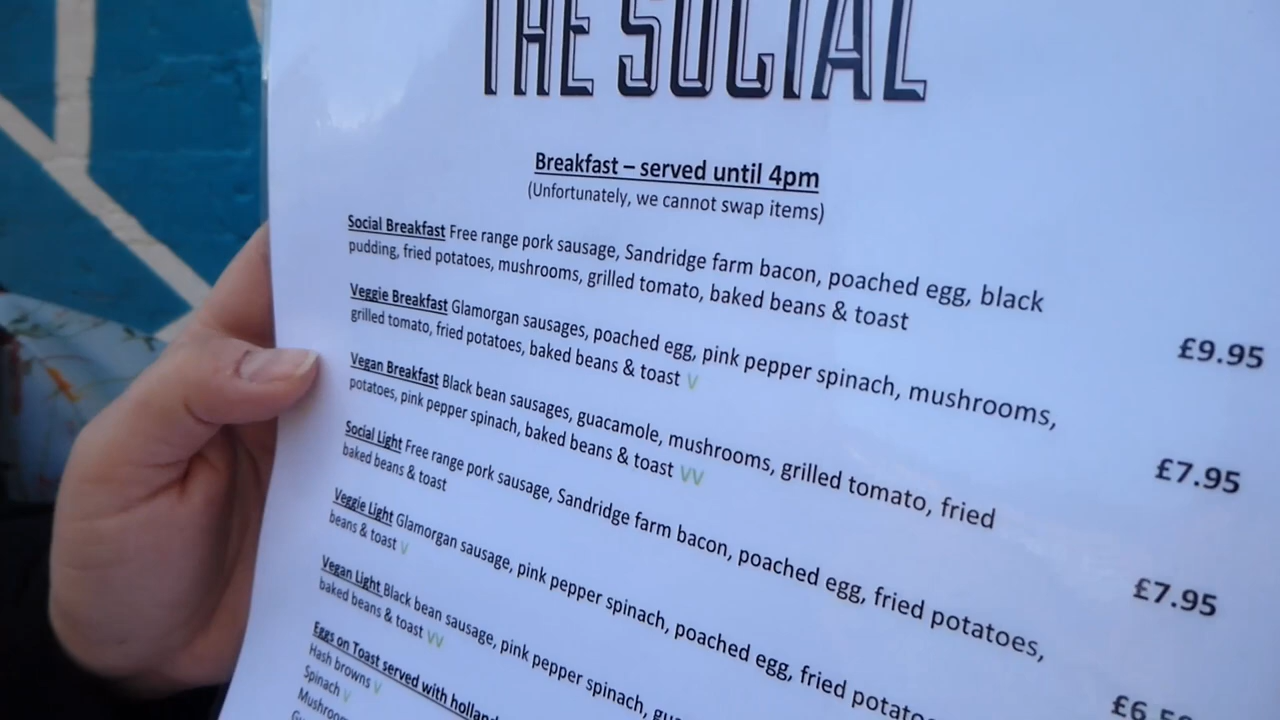 THE SOCIAL
Breakfast – served until 4pm
(Unfortunately, we cannot swap items)
Social Breakfast Free range pork sausage, Sandridge farm bacon, poached egg, black
pudding, fried potatoes, mushrooms, grilled tomato, baked beans & toast
£9.95
Veggie Breakfast Glamorgan sausages, poached egg, pink pepper spinach, mushrooms,
grilled tomato, fried potatoes, baked beans & toast V
£7.95
Vegan Breakfast Black bean sausages, guacamole, mushrooms, grilled tomato, fried
potatoes, pink pepper spinach, baked beans & toast VV
£7.95
Social Light Free range pork sausage, Sandridge farm bacon, poached egg, fried potatoes,
baked beans & toast
Veggie Light Glamorgan sausage, pink pepper spinach, poached egg, fried
beans & toast V
Vegan Light Black bean sausage, pink pepper spinach,
baked beans & toast VV
Eggs on Toast served with
Hash browns V
Spinach V